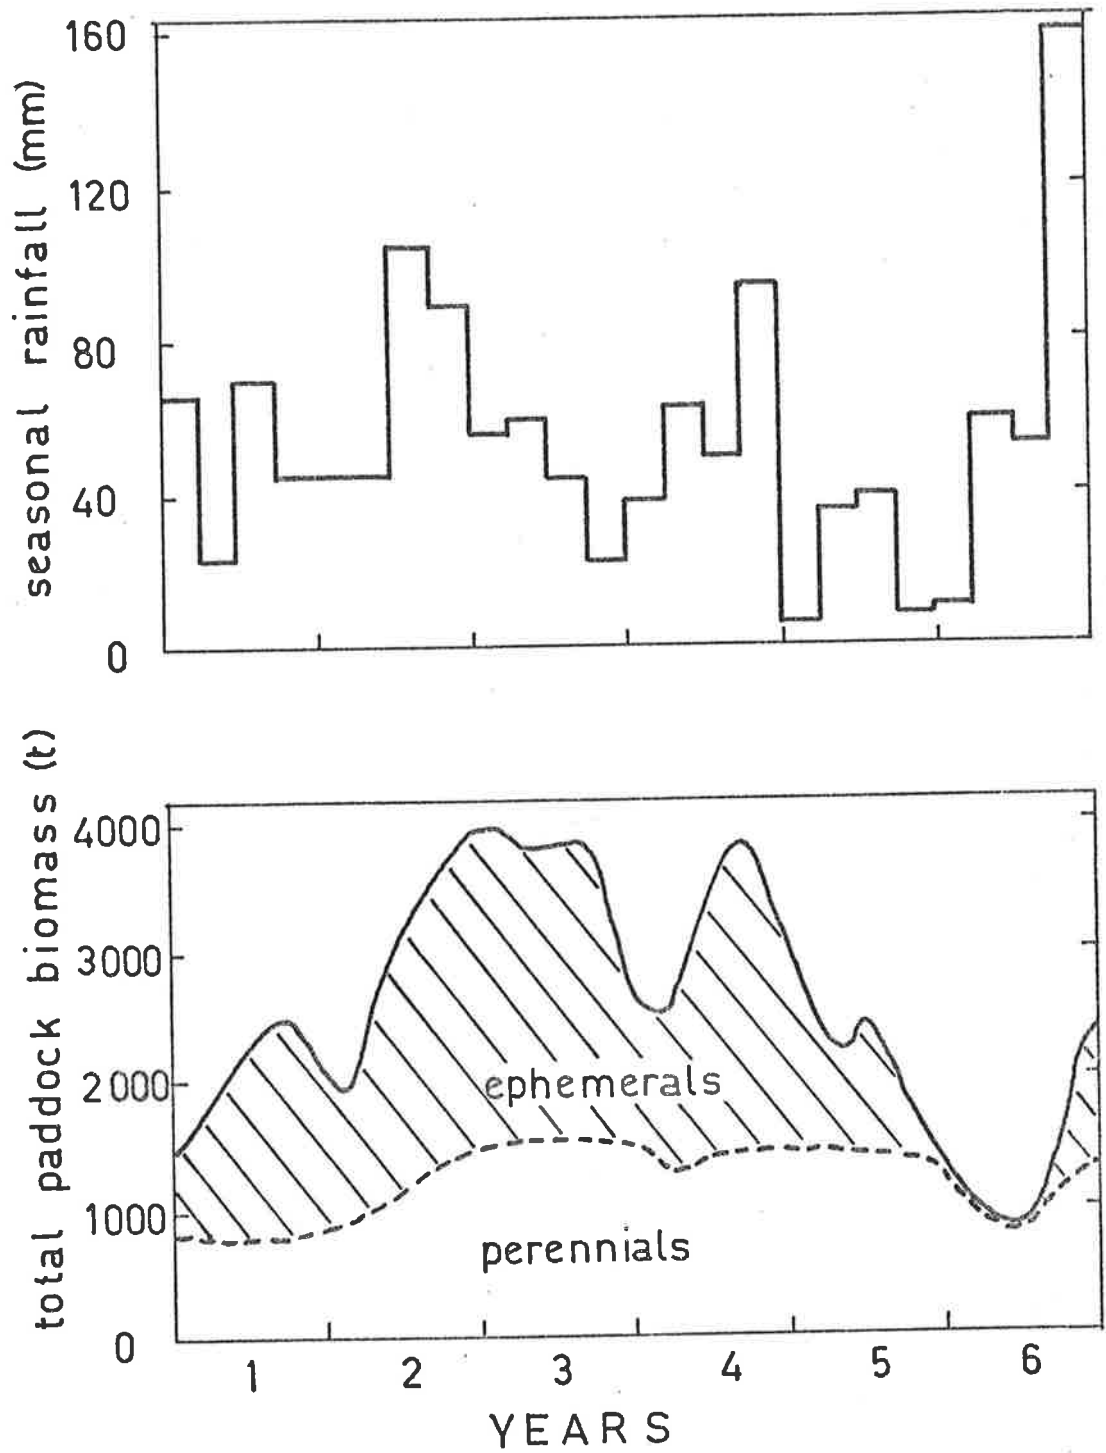 seasonal rainfall (mm)
160
120
80
40
0
total paddock biomass (t)
4000
3000
2000
1000
0
ephemerals
perennials
1 2 3 4 5 6
YEARS